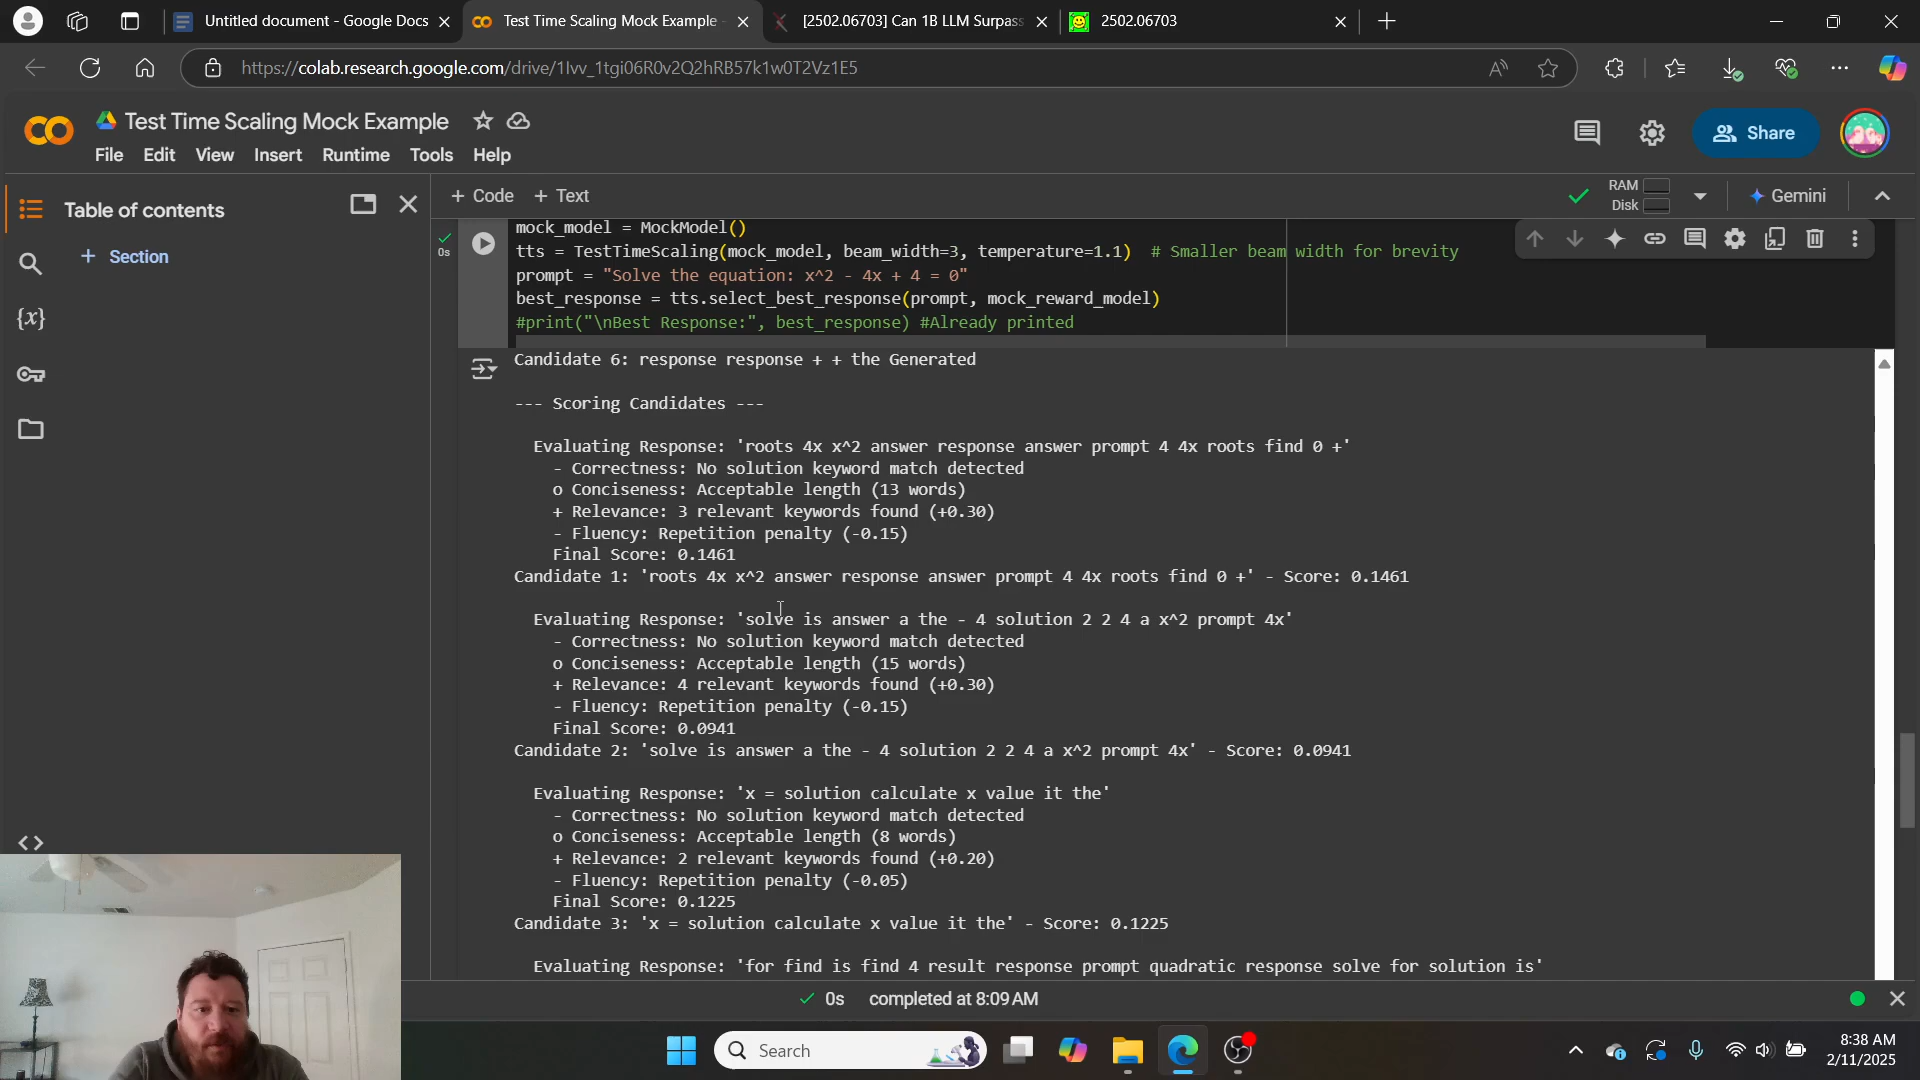 Untitled document - Google Docs
Test Time Scaling Mock Example -
[2502.06703] Can 1B LLM Surpass
2502.06703
https://colab.research.google.com/drive/1Ivv_1tgi06R0v2Q2hRB57k1w0T2Vz1E5
Test Time Scaling Mock Example
File Edit View Insert Runtime Tools Help
Share
Table of contents
+ Section
+ Code + Text
RAM
Disk
Gemini
0s
mock_model = MockModel()
tts = TestTimeScaling(mock_model, beam_width=3, temperature=1.1)  # Smaller beam width for brevity
prompt = "Solve the equation: x^2 - 4x + 4 = 0"
best_response = tts.select_best_response(prompt, mock_reward_model)
#print("\nBest Response:", best_response) #Already printed
Candidate 6: response response + + the Generated
--- Scoring Candidates ---
Evaluating Response: 'roots 4x x^2 answer response answer prompt 4 4x roots find 0 +'
- Correctness: No solution keyword match detected
o Conciseness: Acceptable length (13 words)
+ Relevance: 3 relevant keywords found (+0.30)
- Fluency: Repetition penalty (-0.15)
Final Score: 0.1461
Candidate 1: 'roots 4x x^2 answer response answer prompt 4 4x roots find 0 +' - Score: 0.1461
Evaluating Response: 'solve is answer a the - 4 solution 2 2 4 a x^2 prompt 4x'
- Correctness: No solution keyword match detected
o Conciseness: Acceptable length (15 words)
+ Relevance: 4 relevant keywords found (+0.30)
- Fluency: Repetition penalty (-0.15)
Final Score: 0.0941
Candidate 2: 'solve is answer a the - 4 solution 2 2 4 a x^2 prompt 4x' - Score: 0.0941
Evaluating Response: 'x = solution calculate x value it the'
- Correctness: No solution keyword match detected
o Conciseness: Acceptable length (8 words)
+ Relevance: 2 relevant keywords found (+0.20)
- Fluency: Repetition penalty (-0.05)
Final Score: 0.1225
Candidate 3: 'x = solution calculate x value it the' - Score: 0.1225
Evaluating Response: 'for find is find 4 result response prompt quadratic response solve for solution is'
0s completed at 8:09 AM
Search
8:38 AM
2/11/2025